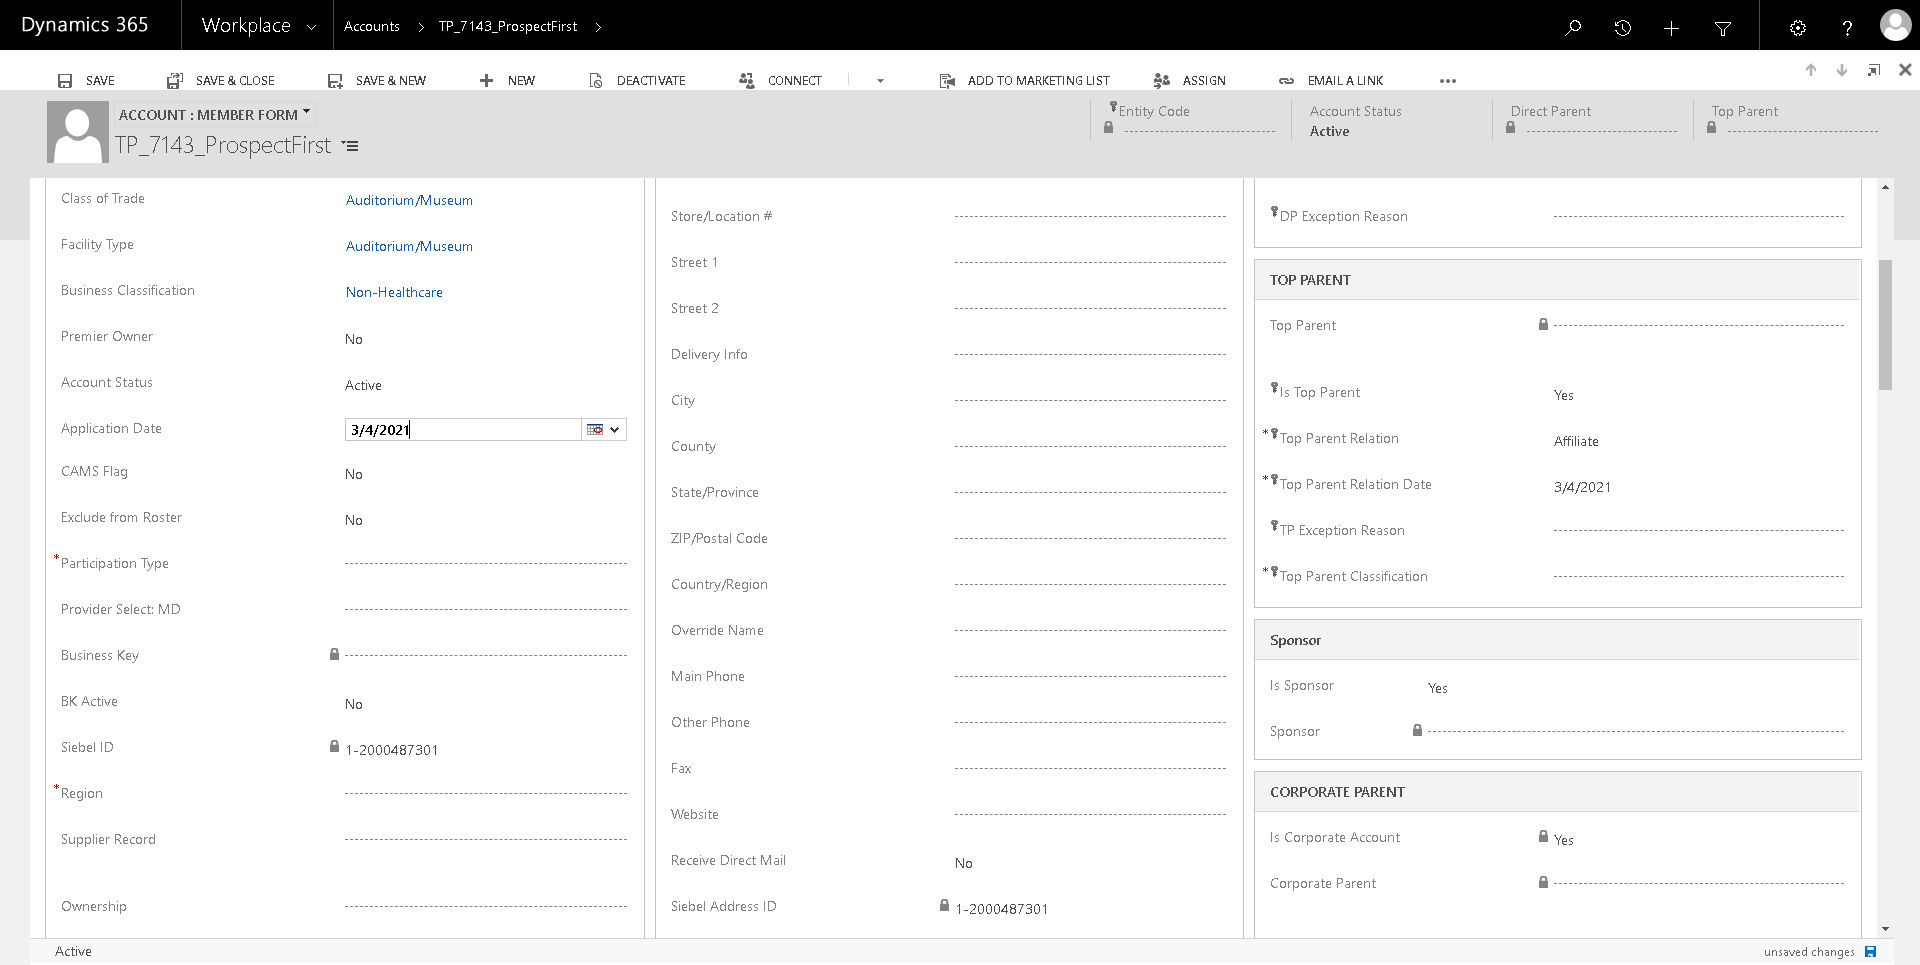 Dynamics 365 Workplace Accounts TP_7143_ProspectFirst
SAVE SAVE & CLOSE SAVE & NEW NEW DEACTIVATE CONNECT ADD TO MARKETING LIST ASSIGN EMAIL A LINK •••
ACCOUNT : MEMBER FORM
TP_7143_ProspectFirst
Entity Code
Account Status
Active
Direct Parent
Top Parent
Class of Trade Auditorium/Museum
Facility Type Auditorium/Museum
Business Classification Non-Healthcare
Premier Owner No
Account Status Active
Application Date 3/4/2021
CAMS Flag No
Exclude from Roster No
*Participation Type
Provider Select: MD
Business Key
BK Active No
Siebel ID 1-2000487301
*Region
Supplier Record
Ownership
Store/Location #
Street 1
Street 2
Delivery Info
City
County
State/Province
ZIP/Postal Code
Country/Region
Override Name
Main Phone
Other Phone
Fax
Website
Receive Direct Mail No
Siebel Address ID 1-2000487301
DP Exception Reason
TOP PARENT
Top Parent
Is Top Parent Yes
*Top Parent Relation Affiliate
*Top Parent Relation Date 3/4/2021
TP Exception Reason
*Top Parent Classification
Sponsor
Is Sponsor Yes
Sponsor
CORPORATE PARENT
Is Corporate Account Yes
Corporate Parent
Active unsaved changes